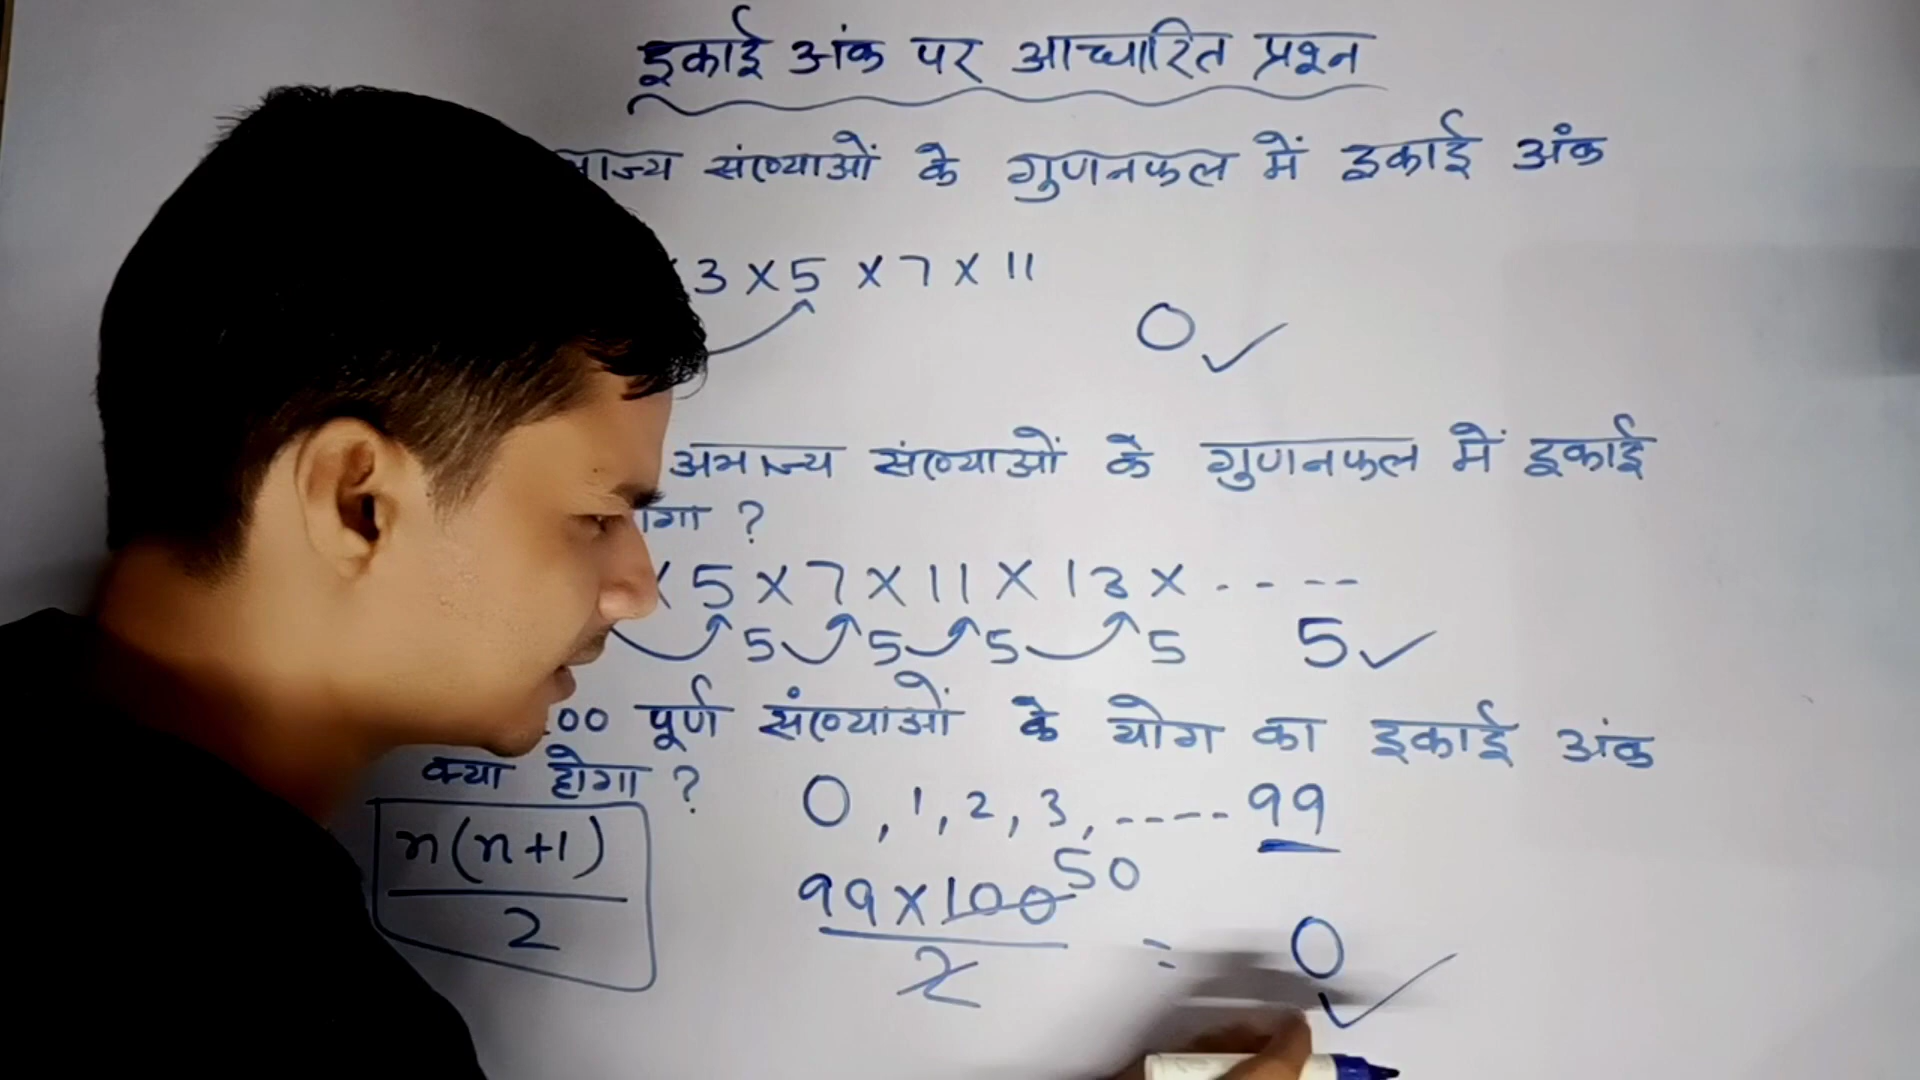 इकाई अंक पर आधारित प्रश्न
संख्याओं के गुणनफल में इकाई अंक
3 × 5 × 7 × 11
0 ✓
अभाज्य संख्याओं के गुणनफल में इकाई
?
× 5 × 7 × 11 × 13 × - - - -
5 5 5 5 5 ✓
00 पूर्ण संख्याओं के योग का इकाई अंक
क्या होगा ? 0, 1, 2, 3, ----- 99
n(n+1)
2
99 × 100 50
2
= 0 ✓